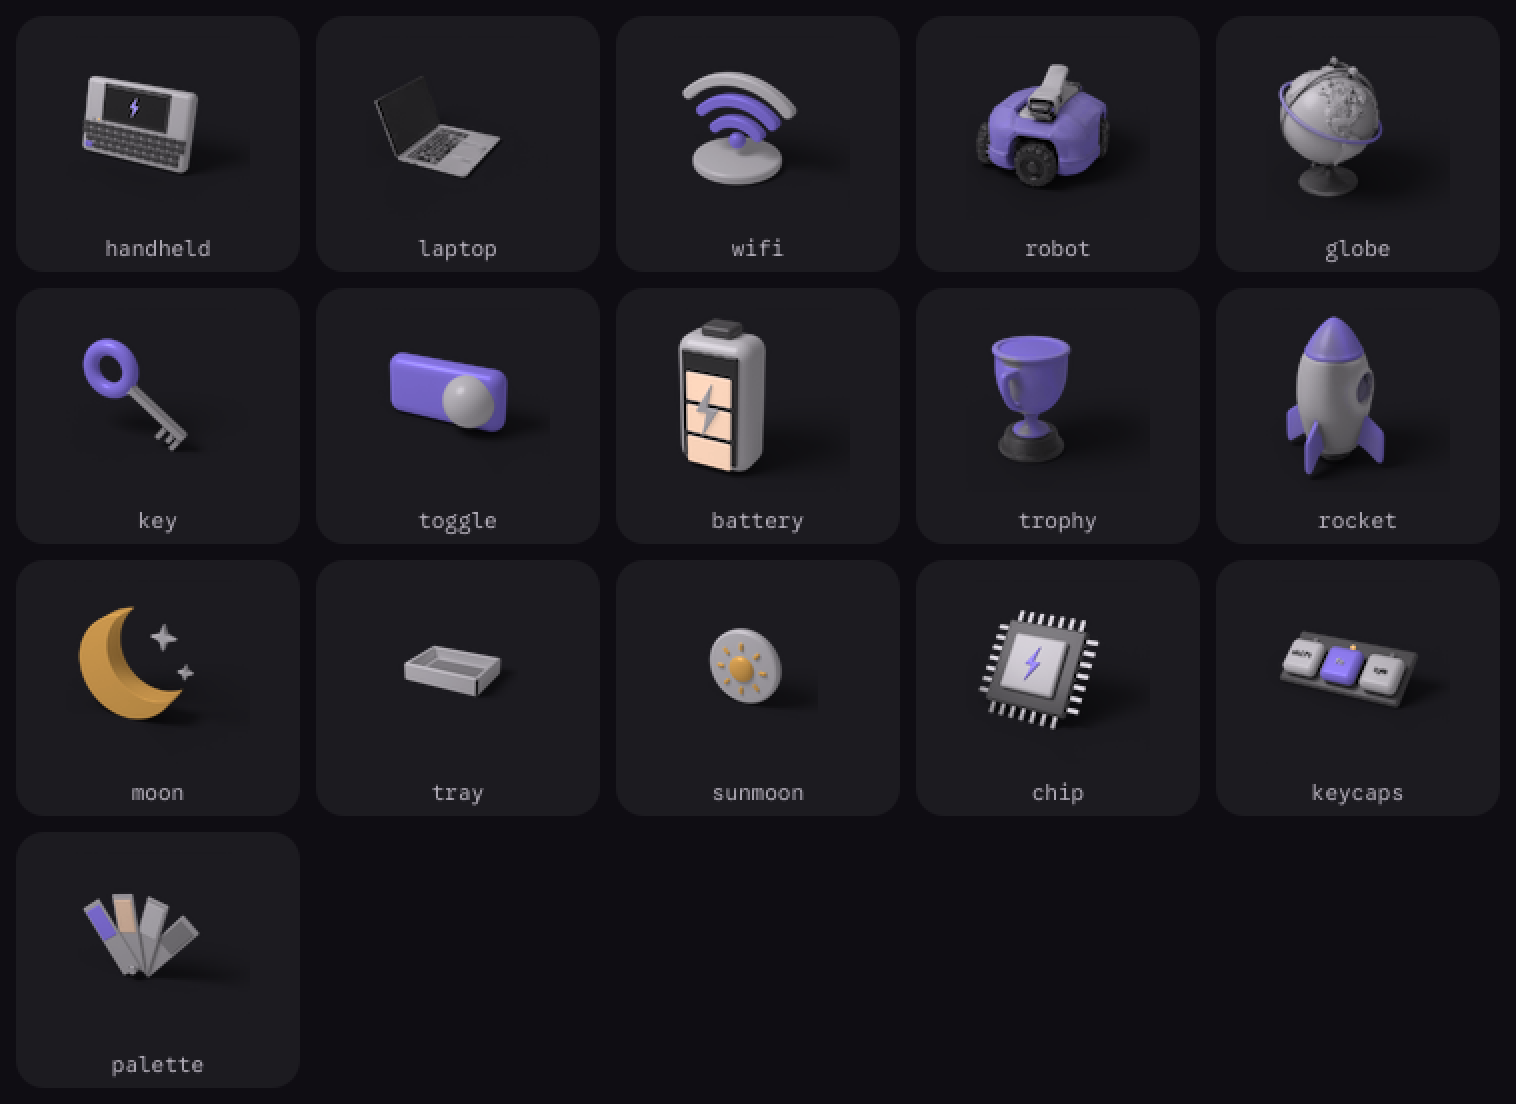 handheld
laptop
wifi
robot
globe
key
toggle
battery
trophy
rocket
moon
tray
sunmoon
chip
keycaps
palette